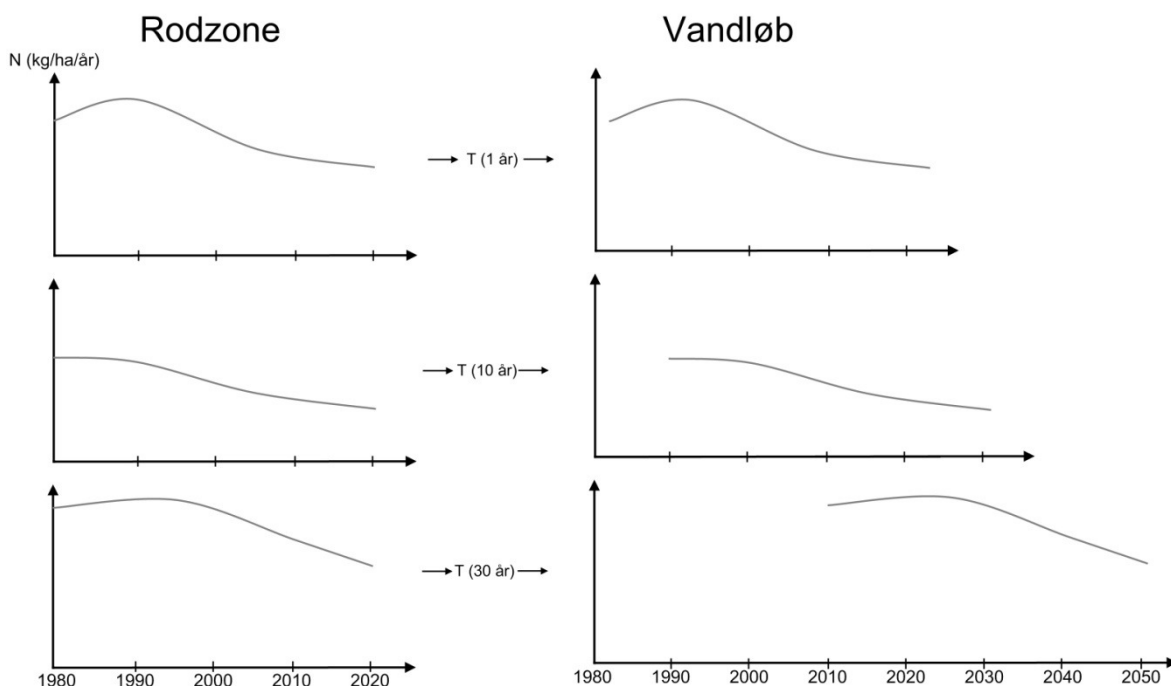 Rodzone
Vandløb
N (kg/ha/år)
T (1 år)
T (10 år)
T (30 år)
1980 1990 2000 2010 2020
1980 1990 2000 2010 2020 2030 2040 2050